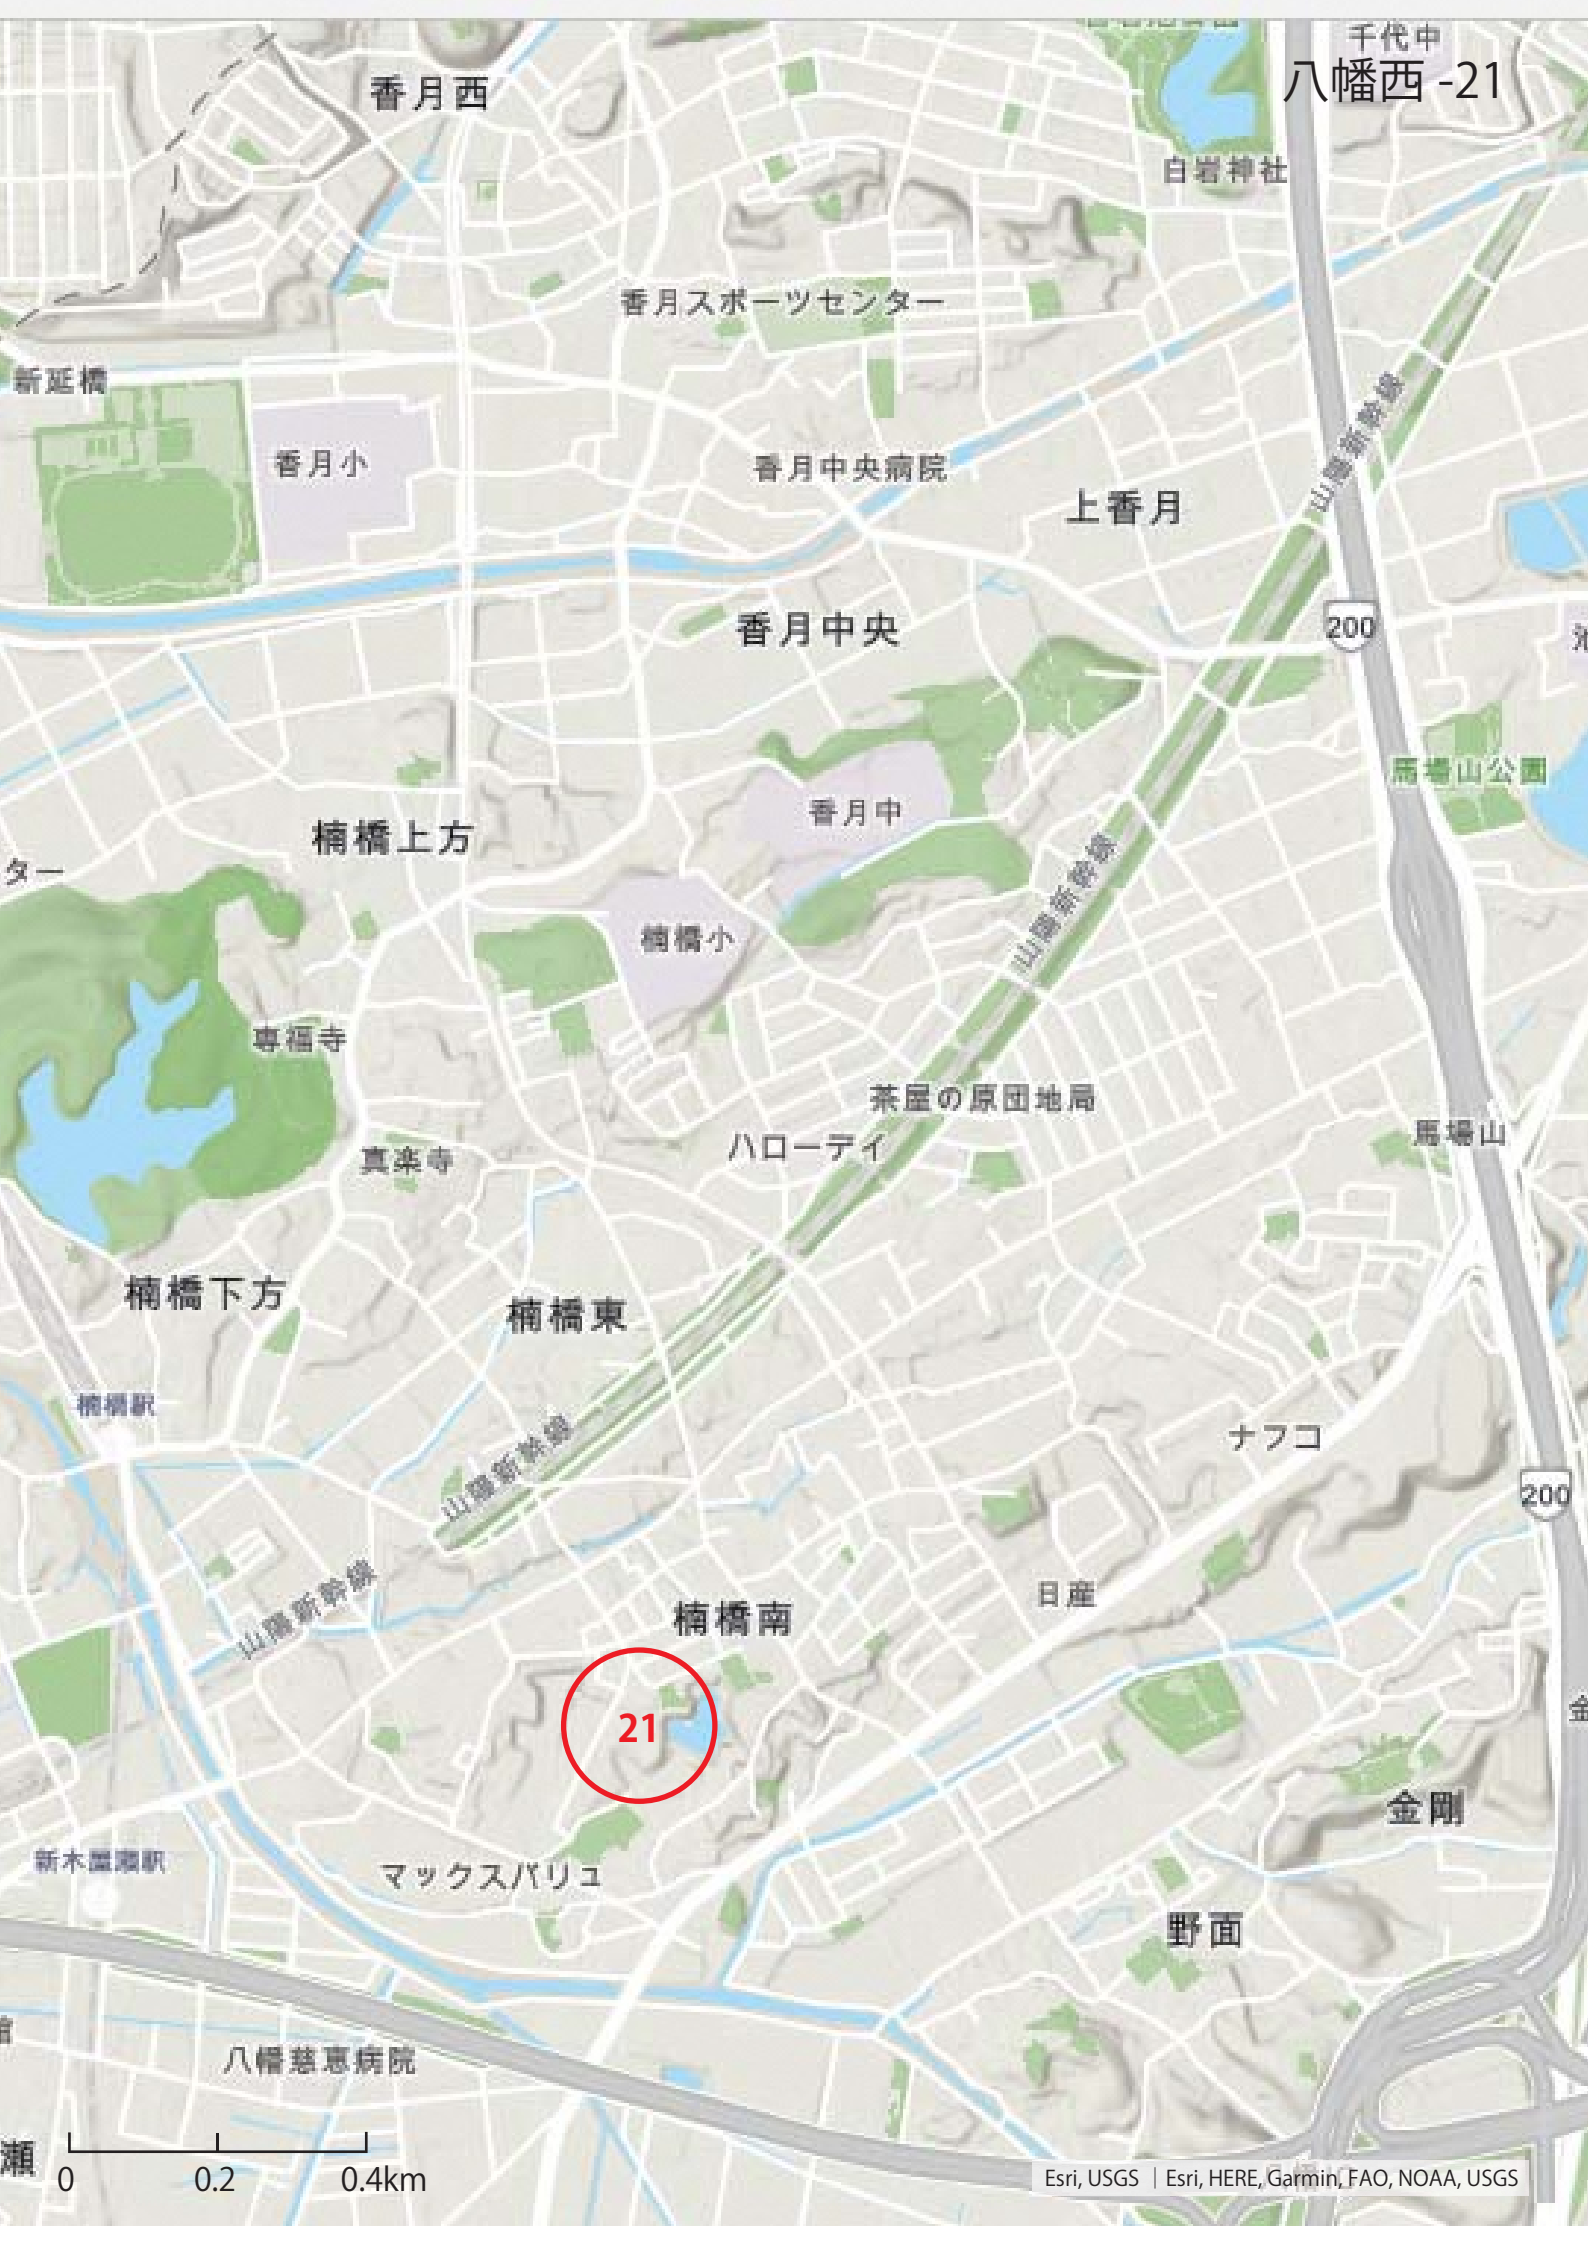 千代中
八幡西 -21
香月西
白岩神社
香月スポーツセンター
新延橋
香月小
香月中央病院
上香月
山陽新幹線
香月中央
200
馬場山公園
香月中
楠橋上方
ター
楠橋小
山陽新幹線
専福寺
茶屋の原団地局
ハローデイ
馬場山
真楽寺
楠橋下方
楠橋東
楠橋駅
ナフコ
山陽新幹線
200
山陽新幹線
日産
楠橋南
21
金
金剛
新木屋瀬駅
マックスバリュ
野面
八幡慈恵病院
瀬
0 0.2 0.4km
Esri, USGS | Esri, HERE, Garmin, FAO, NOAA, USGS